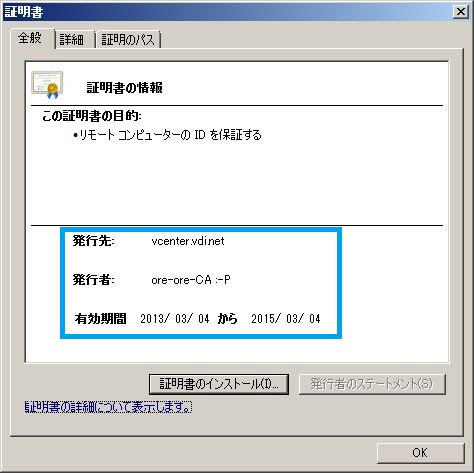 証明書
全般 詳細 証明のパス
証明書の情報
この証明書の目的:
•リモート コンピューターの ID を保証する
発行先: vcenter.vdi.net
発行者: ore-ore-CA :-P
有効期間 2013/ 03/ 04 から 2015/ 03/ 04
証明書のインストール(I)... 発行者のステートメント(S)
証明書の詳細について表示します。
OK